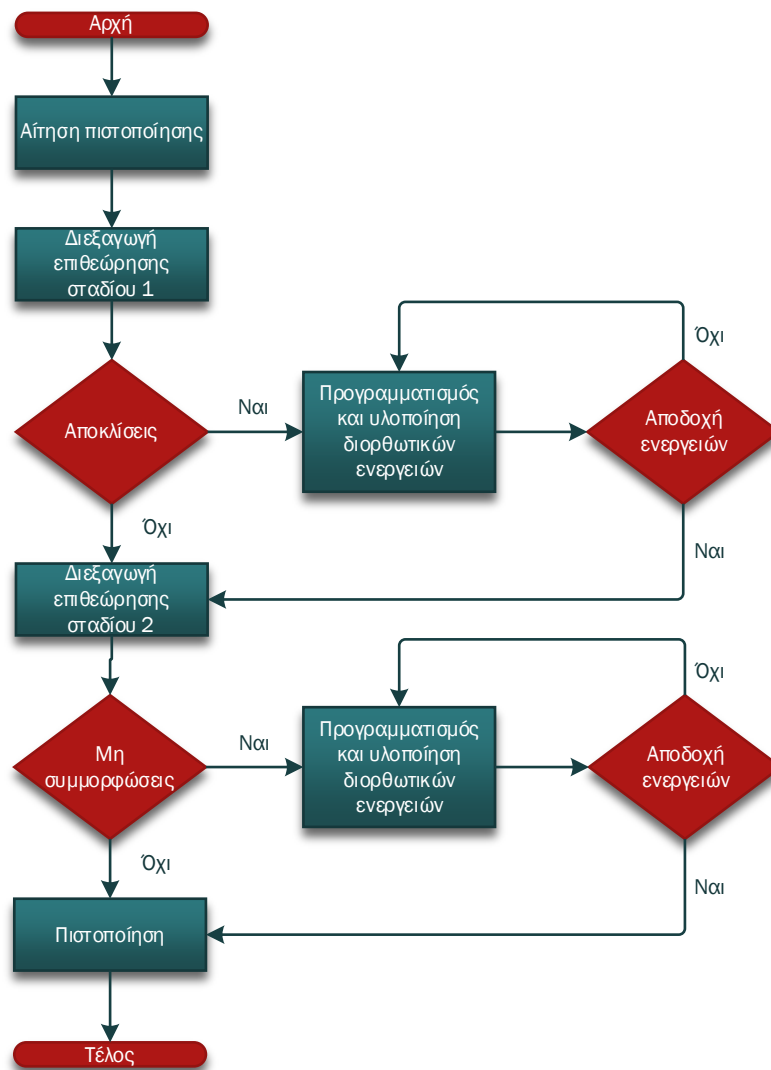 Αρχή
Αίτηση πιστοποίησης
Διεξαγωγή
επιθεώρησης
σταδίου 1
Αποκλίσεις
Ναι
Προγραμματισμός
και υλοποίηση
διορθωτικών
ενεργειών
Αποδοχή
ενεργειών
Όχι
Όχι
Ναι
Διεξαγωγή
επιθεώρησης
σταδίου 2
Μη
συμμορφώσεις
Ναι
Προγραμματισμός
και υλοποίηση
διορθωτικών
ενεργειών
Αποδοχή
ενεργειών
Όχι
Όχι
Ναι
Πιστοποίηση
Τέλος